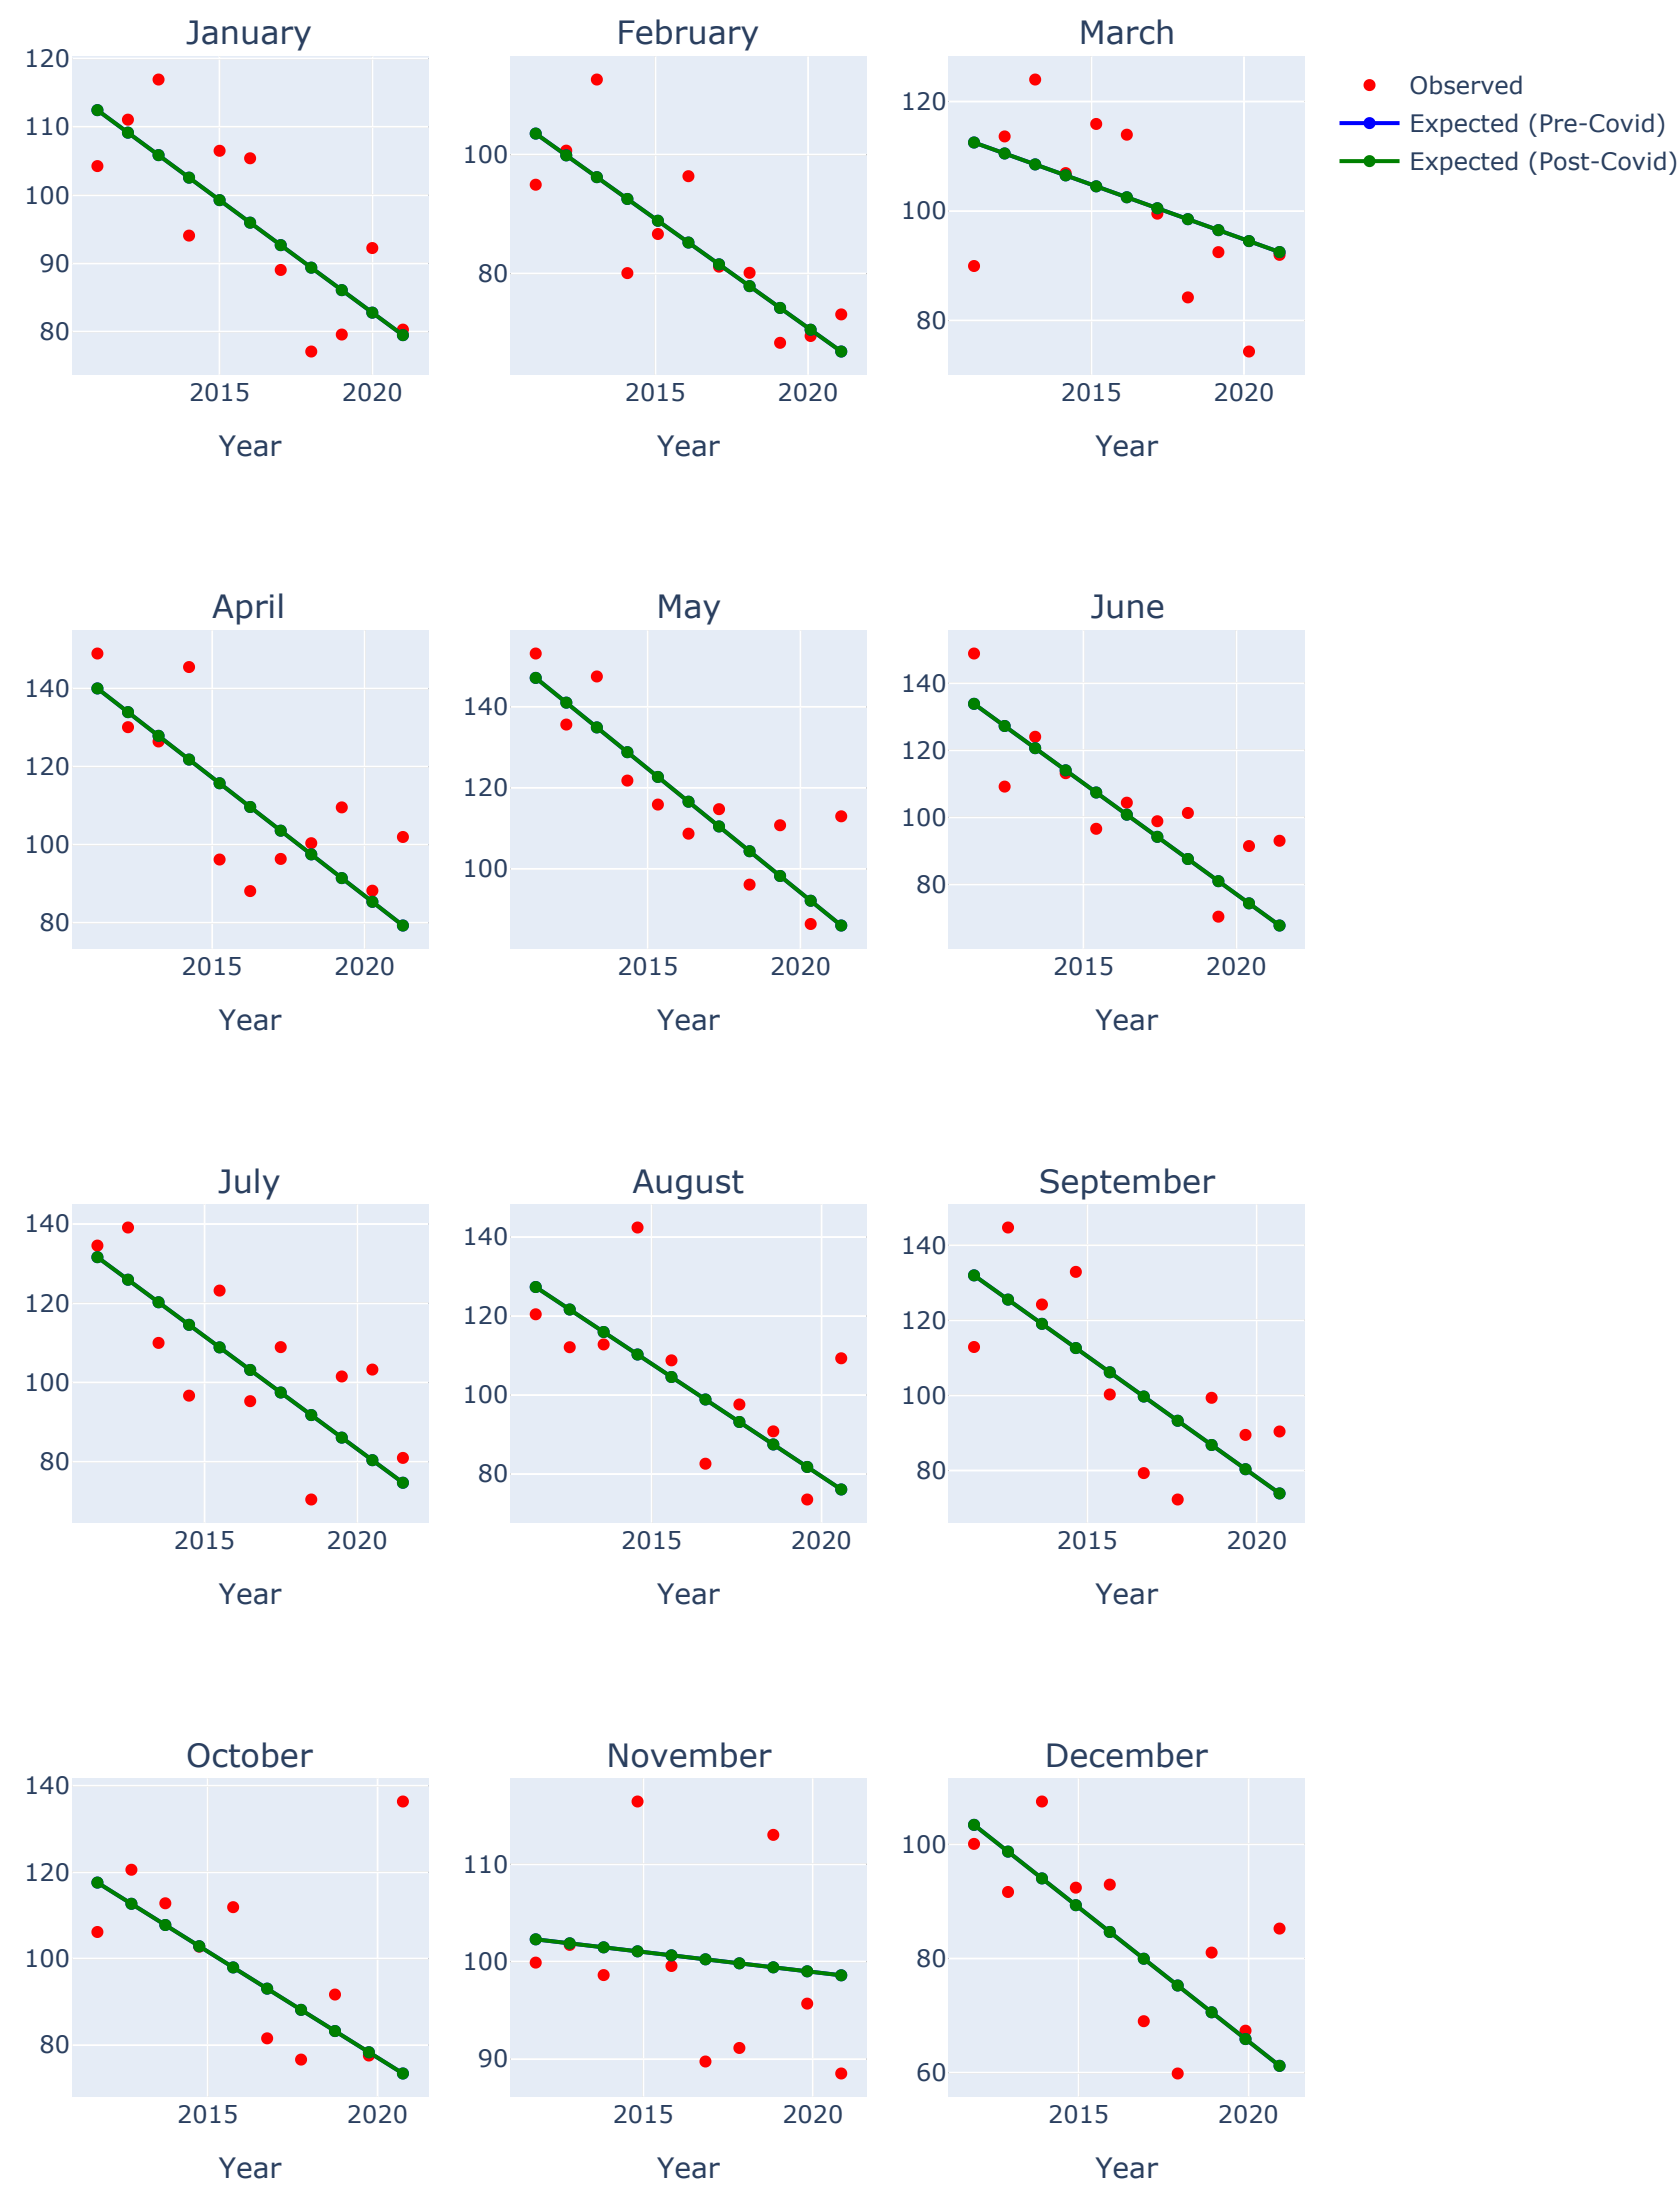 January
February
March
120
110
100
90
80
2015
2020
Year
100
80
2015
2020
Year
120
100
80
2015
2020
Year
Observed
Expected (Pre-Covid)
Expected (Post-Covid)
April
May
June
140
120
100
80
2015
2020
Year
140
120
100
2015
2020
Year
140
120
100
80
2015
2020
Year
July
August
September
140
120
100
80
2015
2020
Year
140
120
100
80
2015
2020
Year
140
120
100
80
2015
2020
Year
October
November
December
140
120
100
80
2015
2020
Year
110
100
90
2015
2020
Year
100
80
60
2015
2020
Year